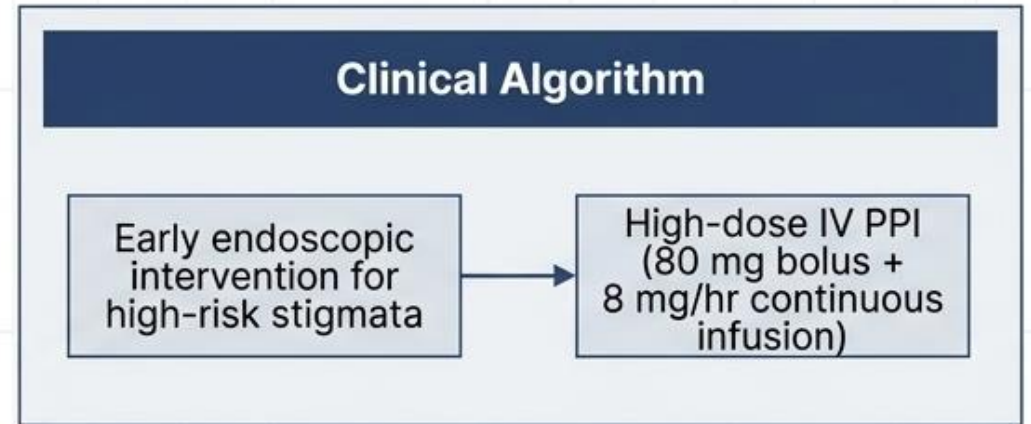 Clinical Algorithm
Early endoscopic
intervention for
high-risk stigmata
High-dose IV PPI
(80 mg bolus +
8 mg/hr continuous
infusion)